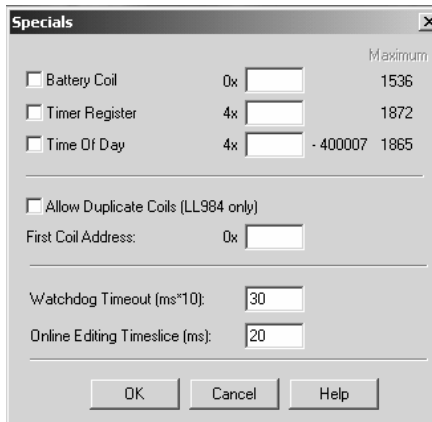 Specials
Maximum
Battery Coil 0x 1536
Timer Register 4x 1872
Time Of Day 4x - 400007 1865
Allow Duplicate Coils (LL984 only)
First Coil Address: 0x
Watchdog Timeout (ms*10): 30
Online Editing Timeslice (ms): 20
OK Cancel Help